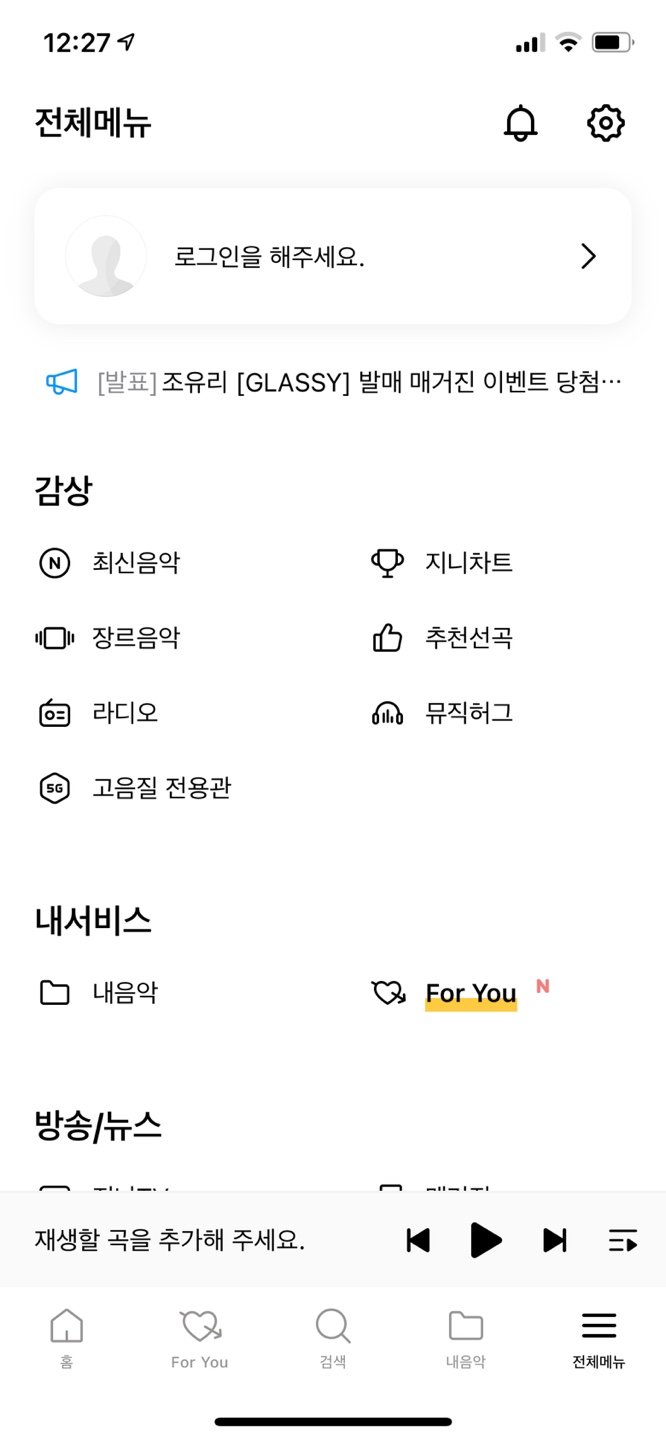 12:27
전체메뉴
로그인을 해주세요.
[발표] 조유리 [GLASSY] 발매 매거진 이벤트 당첨…
감상
N 최신음악
지니차트
장르음악
추천선곡
라디오
뮤직허그
5G 고음질 전용관
내서비스
내음악
For You N
방송/뉴스
재생할 곡을 추가해 주세요.
홈
For You
검색
내음악
전체메뉴